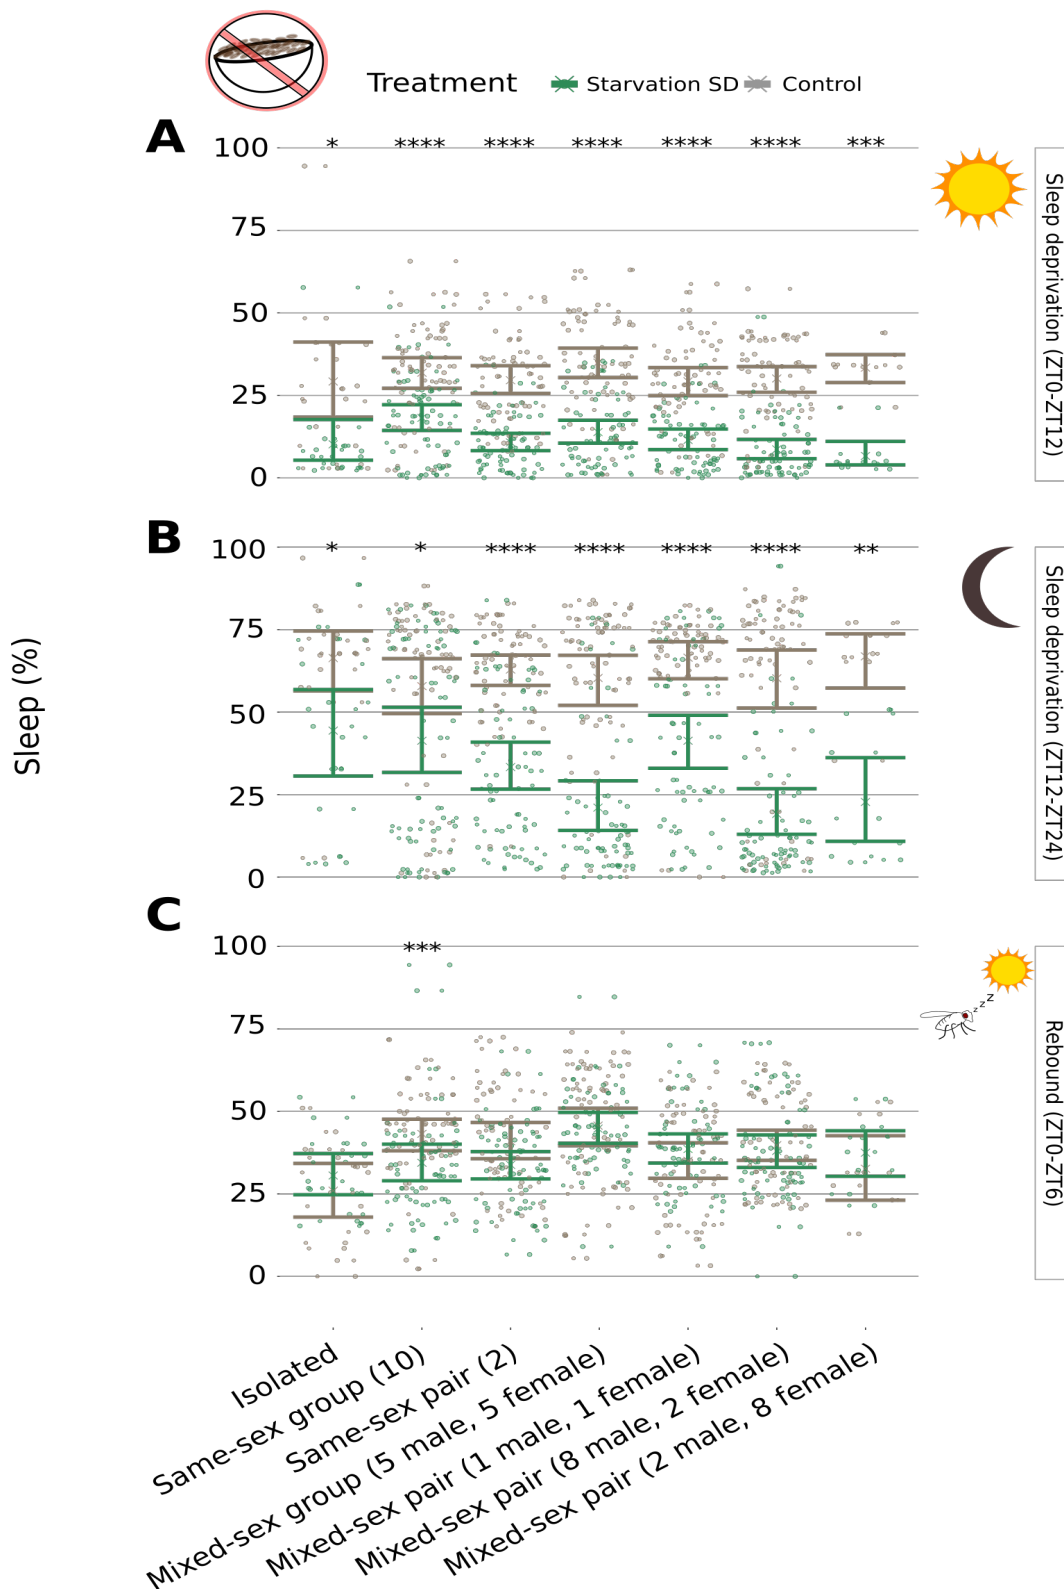 Treatment Starvation SD Control
A
100 * **** **** **** **** **** ***
75
50
25
0
Sleep deprivation (ZT0-ZT12)
B
100 * * **** **** **** **** **
75
50
25
0
Sleep deprivation (ZT12-ZT24)
Sleep (%)
C
100 ***
75
50
25
0
z z z z
Rebound (ZT0-ZT6)
Isolated
Same-sex group (10)
Same-sex pair (2)
Mixed-sex group (5 male, 5 female)
Mixed-sex pair (1 male, 1 female)
Mixed-sex pair (8 male, 2 female)
Mixed-sex pair (2 male, 8 female)